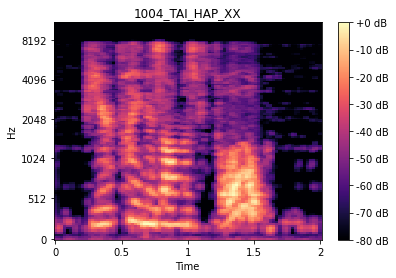 1004_TAI_HAP_XX
8192
4096
2048
1024
512
0
Hz
0
0.5
1
1.5
2
Time
+0 dB
-10 dB
-20 dB
-30 dB
-40 dB
-50 dB
-60 dB
-70 dB
-80 dB